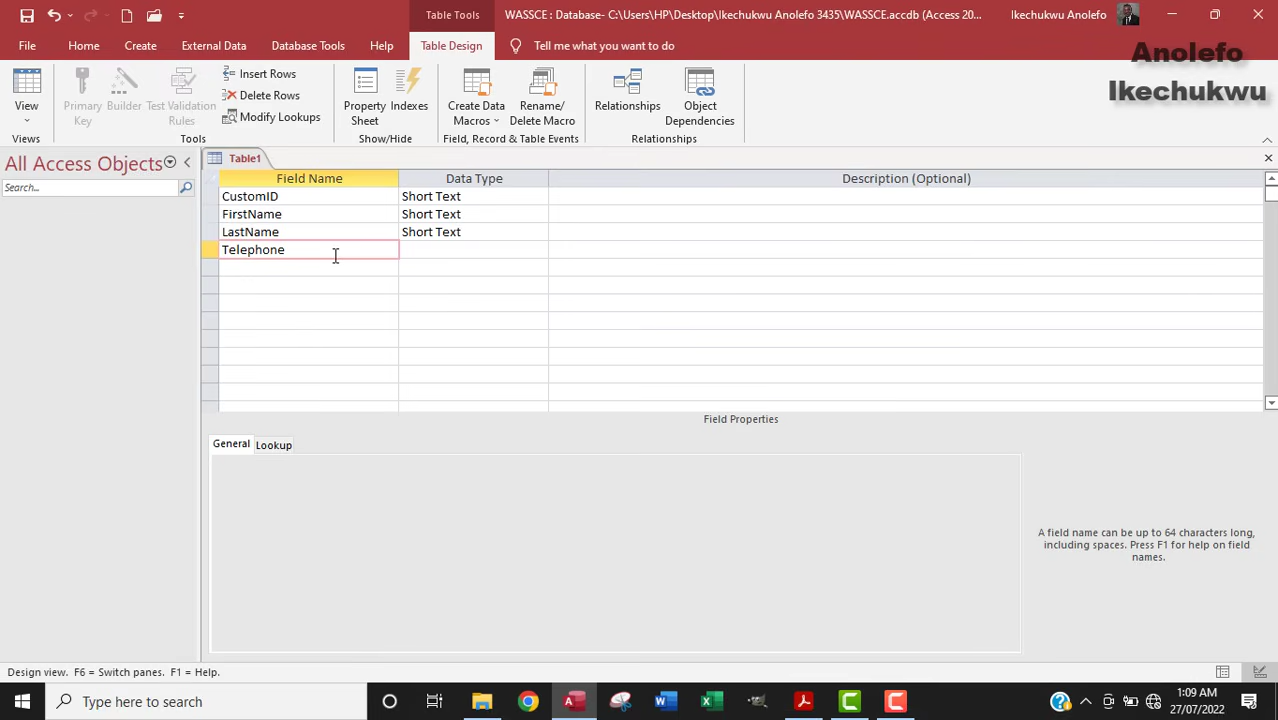 Table Tools
WASSCE : Database- C:\Users\HP\Desktop\Ikechukwu Anolefo 3435\WASSCE.accdb (Access 20...
Ikechukwu Anolefo
Anolefo
Ikechukwu
File
Home
Create
External Data
Database Tools
Help
Table Design
Tell me what you want to do
View
Primary
Key
Builder
Test Validation
Rules
Insert Rows
Delete Rows
Modify Lookups
Property
Sheet
Indexes
Create Data
Macros
Rename/
Delete Macro
Relationships
Object
Dependencies
Views
Tools
Show/Hide
Field, Record & Table Events
Relationships
All Access Objects
Search...
Table1
Field Name
Data Type
Description (Optional)
CustomID
Short Text
FirstName
Short Text
LastName
Short Text
Telephone
Field Properties
General
Lookup
A field name can be up to 64 characters long,
including spaces. Press F1 for help on field
names.
Design view. F6 = Switch panes. F1 = Help.
Type here to search
1:09 AM
27/07/2022